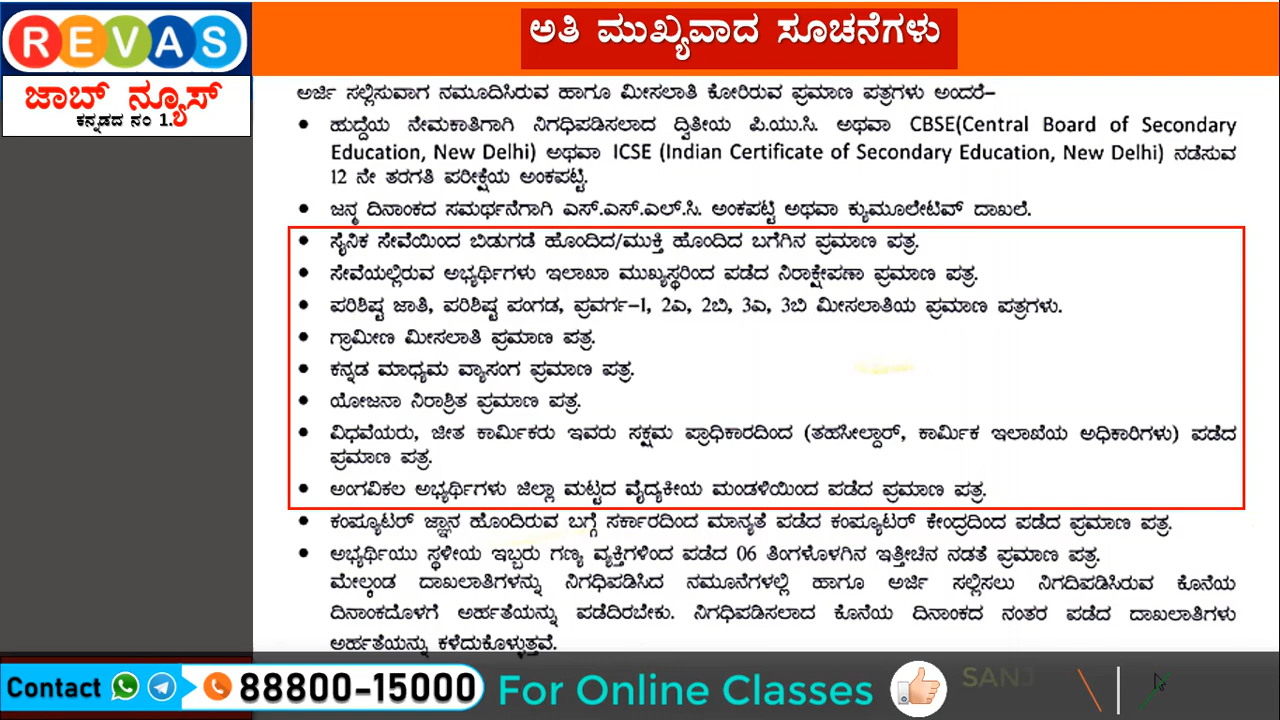 REVAS
ಜಾಬ್ ನ್ಯೂಸ್
ಕನ್ನಡದ ನಂ 1.
ಅತಿ ಮುಖ್ಯವಾದ ಸೂಚನೆಗಳು
ಅರ್ಜಿ ಸಲ್ಲಿಸುವಾಗ ನಮೂದಿಸಿರುವ ಹಾಗೂ ಮೀಸಲಾತಿ ಕೋರಿರುವ ಪ್ರಮಾಣ ಪತ್ರಗಳು ಅಂದರೆ–
• ಹುದ್ದೆಯ ನೇಮಕಾತಿಗಾಗಿ ನಿಗಧಿಪಡಿಸಲಾದ ದ್ವಿತೀಯ ಪಿ.ಯು.ಸಿ. ಅಥವಾ CBSE(Central Board of Secondary
Education, New Delhi) ಅಥವಾ ICSE (Indian Certificate of Secondary Education, New Delhi) ನಡೆಸುವ
12 ನೇ ತರಗತಿ ಪರೀಕ್ಷೆಯ ಅಂಕಪಟ್ಟಿ.
• ಜನ್ಮ ದಿನಾಂಕದ ಸಮರ್ಥನೆಗಾಗಿ ಎಸ್.ಎಸ್.ಎಲ್.ಸಿ. ಅಂಕಪಟ್ಟಿ ಅಥವಾ ಕ್ಯುಮೂಲೇಟಿವ್ ದಾಖಲೆ.
• ಸೈನಿಕ ಸೇವೆಯಿಂದ ಬಿಡುಗಡೆ ಹೊಂದಿದ/ಮುಕ್ತಿ ಹೊಂದಿದ ಬಗೆಗಿನ ಪ್ರಮಾಣ ಪತ್ರ.
• ಸೇವೆಯಲ್ಲಿರುವ ಅಭ್ಯರ್ಥಿಗಳು ಇಲಾಖಾ ಮುಖ್ಯಸ್ಥರಿಂದ ಪಡೆದ ನಿರಾಕ್ಷೇಪಣಾ ಪ್ರಮಾಣ ಪತ್ರ.
• ಪರಿಶಿಷ್ಟ ಜಾತಿ, ಪರಿಶಿಷ್ಟ ಪಂಗಡ, ಪ್ರವರ್ಗ–1, 2ಎ, 2ಬಿ, 3ಎ, 3ಬಿ ಮೀಸಲಾತಿಯ ಪ್ರಮಾಣ ಪತ್ರಗಳು.
• ಗ್ರಾಮೀಣ ಮೀಸಲಾತಿ ಪ್ರಮಾಣ ಪತ್ರ.
• ಕನ್ನಡ ಮಾಧ್ಯಮ ವ್ಯಾಸಂಗ ಪ್ರಮಾಣ ಪತ್ರ.
• ಯೋಜನಾ ನಿರಾಶ್ರಿತ ಪ್ರಮಾಣ ಪತ್ರ.
• ವಿಧವೆಯರು, ಜೀತ ಕಾರ್ಮಿಕರು ಇವರು ಸಕ್ಷಮ ಪ್ರಾಧಿಕಾರದಿಂದ (ತಹಸೀಲ್ದಾರ್, ಕಾರ್ಮಿಕ ಇಲಾಖೆಯ ಅಧಿಕಾರಿಗಳು) ಪಡೆದ
ಪ್ರಮಾಣ ಪತ್ರ.
• ಅಂಗವಿಕಲ ಅಭ್ಯರ್ಥಿಗಳು ಜಿಲ್ಲಾ ಮಟ್ಟದ ವೈದ್ಯಕೀಯ ಮಂಡಳಿಯಿಂದ ಪಡೆದ ಪ್ರಮಾಣ ಪತ್ರ.
• ಕಂಪ್ಯೂಟರ್ ಜ್ಞಾನ ಹೊಂದಿರುವ ಬಗ್ಗೆ ಸರ್ಕಾರದಿಂದ ಮಾನ್ಯತೆ ಪಡೆದ ಕಂಪ್ಯೂಟರ್ ಕೇಂದ್ರದಿಂದ ಪಡೆದ ಪ್ರಮಾಣ ಪತ್ರ.
• ಅಭ್ಯರ್ಥಿಯು ಸ್ಥಳೀಯ ಇಬ್ಬರು ಗಣ್ಯ ವ್ಯಕ್ತಿಗಳಿಂದ ಪಡೆದ 06 ತಿಂಗಳೊಳಗಿನ ಇತ್ತೀಚಿನ ನಡತೆ ಪ್ರಮಾಣ ಪತ್ರ.
ಮೇಲ್ಕಂಡ ದಾಖಲಾತಿಗಳನ್ನು ನಿಗಧಿಪಡಿಸಿದ ನಮೂನೆಗಳಲ್ಲಿ ಹಾಗೂ ಅರ್ಜಿ ಸಲ್ಲಿಸಲು ನಿಗದಿಪಡಿಸಿರುವ ಕೊನೆಯ
ದಿನಾಂಕದೊಳಗೆ ಅರ್ಹತೆಯನ್ನು ಪಡೆದಿರಬೇಕು. ನಿಗಧಿಪಡಿಸಲಾದ ಕೊನೆಯ ದಿನಾಂಕದ ನಂತರ ಪಡೆದ ದಾಖಲಾತಿಗಳು
ಅರ್ಹತೆಯನ್ನು ಕಳೆದುಕೊಳ್ಳುತ್ತವೆ.
Contact 88800-15000 For Online Classes SANJ